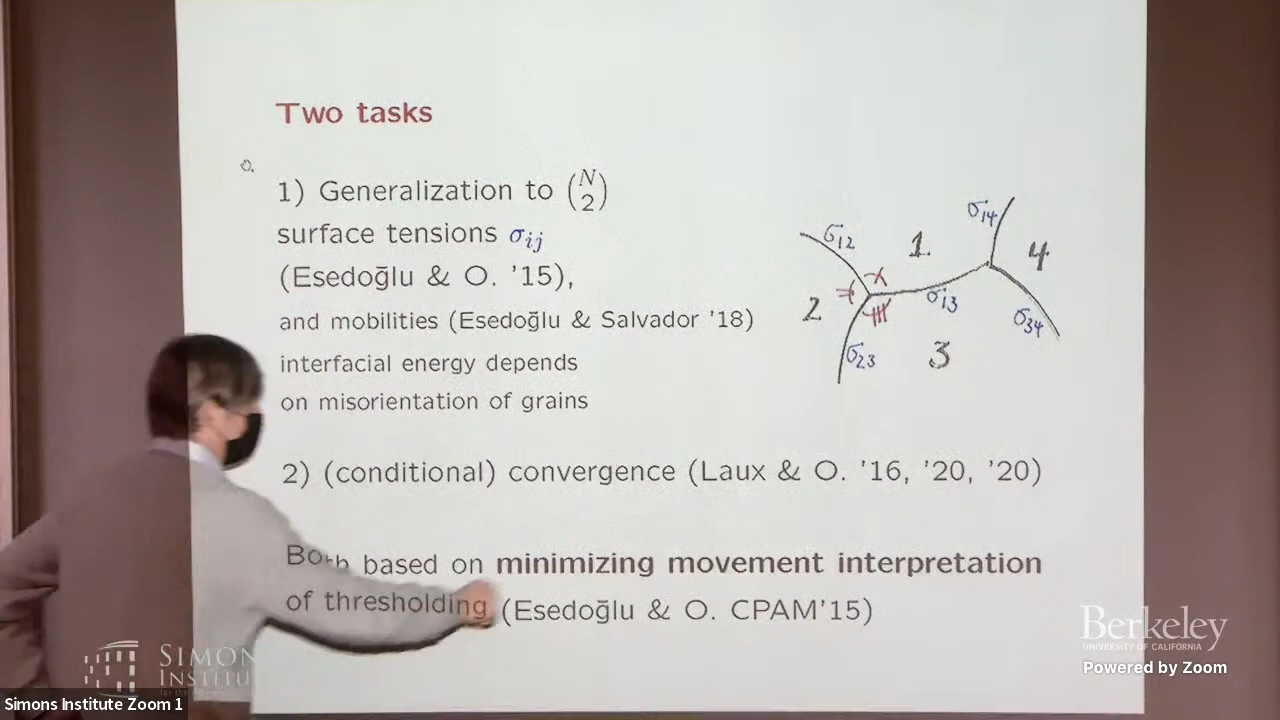 Two tasks
1) Generalization to (N 2)
surface tensions σij
(Esedoğlu & O. '15),
and mobilities (Esedoğlu & Salvador '18)
interfacial energy depends
on misorientation of grains
σ12
1.
σ14
4
2
σ13
σ34
σ23
3
2) (conditional) convergence (Laux & O. '16, '20, '20)
Both based on minimizing movement interpretation
of thresholding (Esedoğlu & O. CPAM'15)
Berkeley
UNIVERSITY OF CALIFORNIA
Powered by Zoom
SIMON
INSTITU
Simons Institute Zoom 1